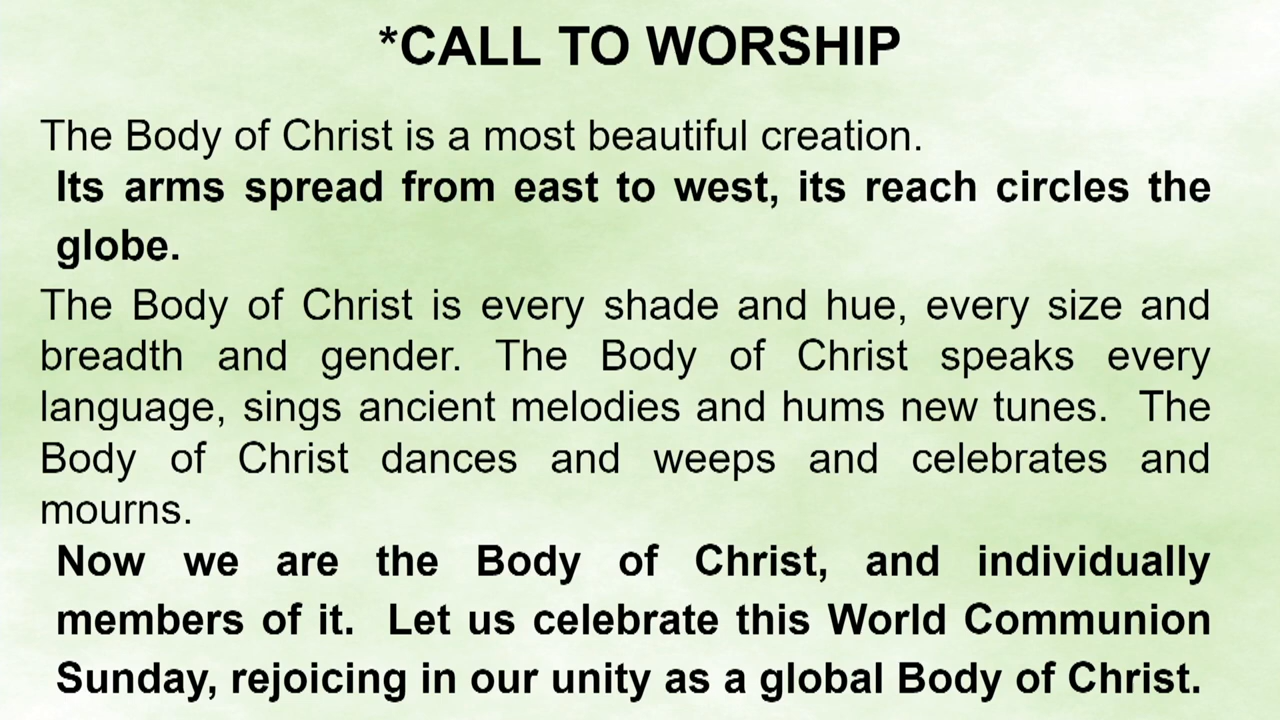 *CALL TO WORSHIP
The Body of Christ is a most beautiful creation.
Its arms spread from east to west, its reach circles the
globe.
The Body of Christ is every shade and hue, every size and
breadth and gender. The Body of Christ speaks every
language, sings ancient melodies and hums new tunes.  The
Body of Christ dances and weeps and celebrates and
mourns.
Now we are the Body of Christ, and individually
members of it.  Let us celebrate this World Communion
Sunday, rejoicing in our unity as a global Body of Christ.